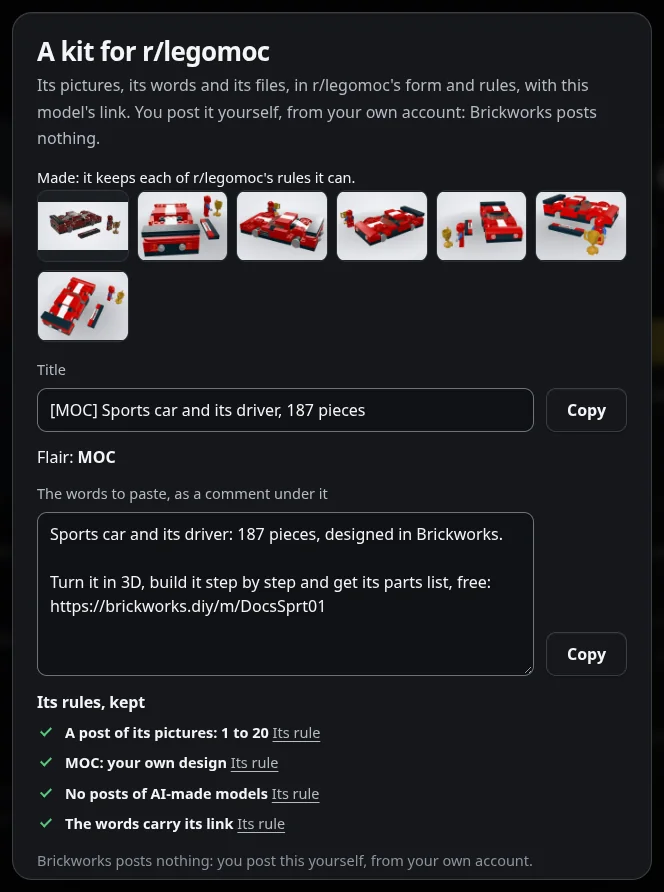 A kit for r/legomoc
Its pictures, its words and its files, in r/legomoc's form and rules, with this
model's link. You post it yourself, from your own account: Brickworks posts
nothing.
Made: it keeps each of r/legomoc's rules it can.
Title
[MOC] Sports car and its driver, 187 pieces
Copy
Flair: MOC
The words to paste, as a comment under it
Sports car and its driver: 187 pieces, designed in Brickworks.
Turn it in 3D, build it step by step and get its parts list, free:
https://brickworks.diy/m/DocsSprt01
Copy
Its rules, kept
A post of its pictures: 1 to 20 Its rule
MOC: your own design Its rule
No posts of AI-made models Its rule
The words carry its link Its rule
Brickworks posts nothing: you post this yourself, from your own account.